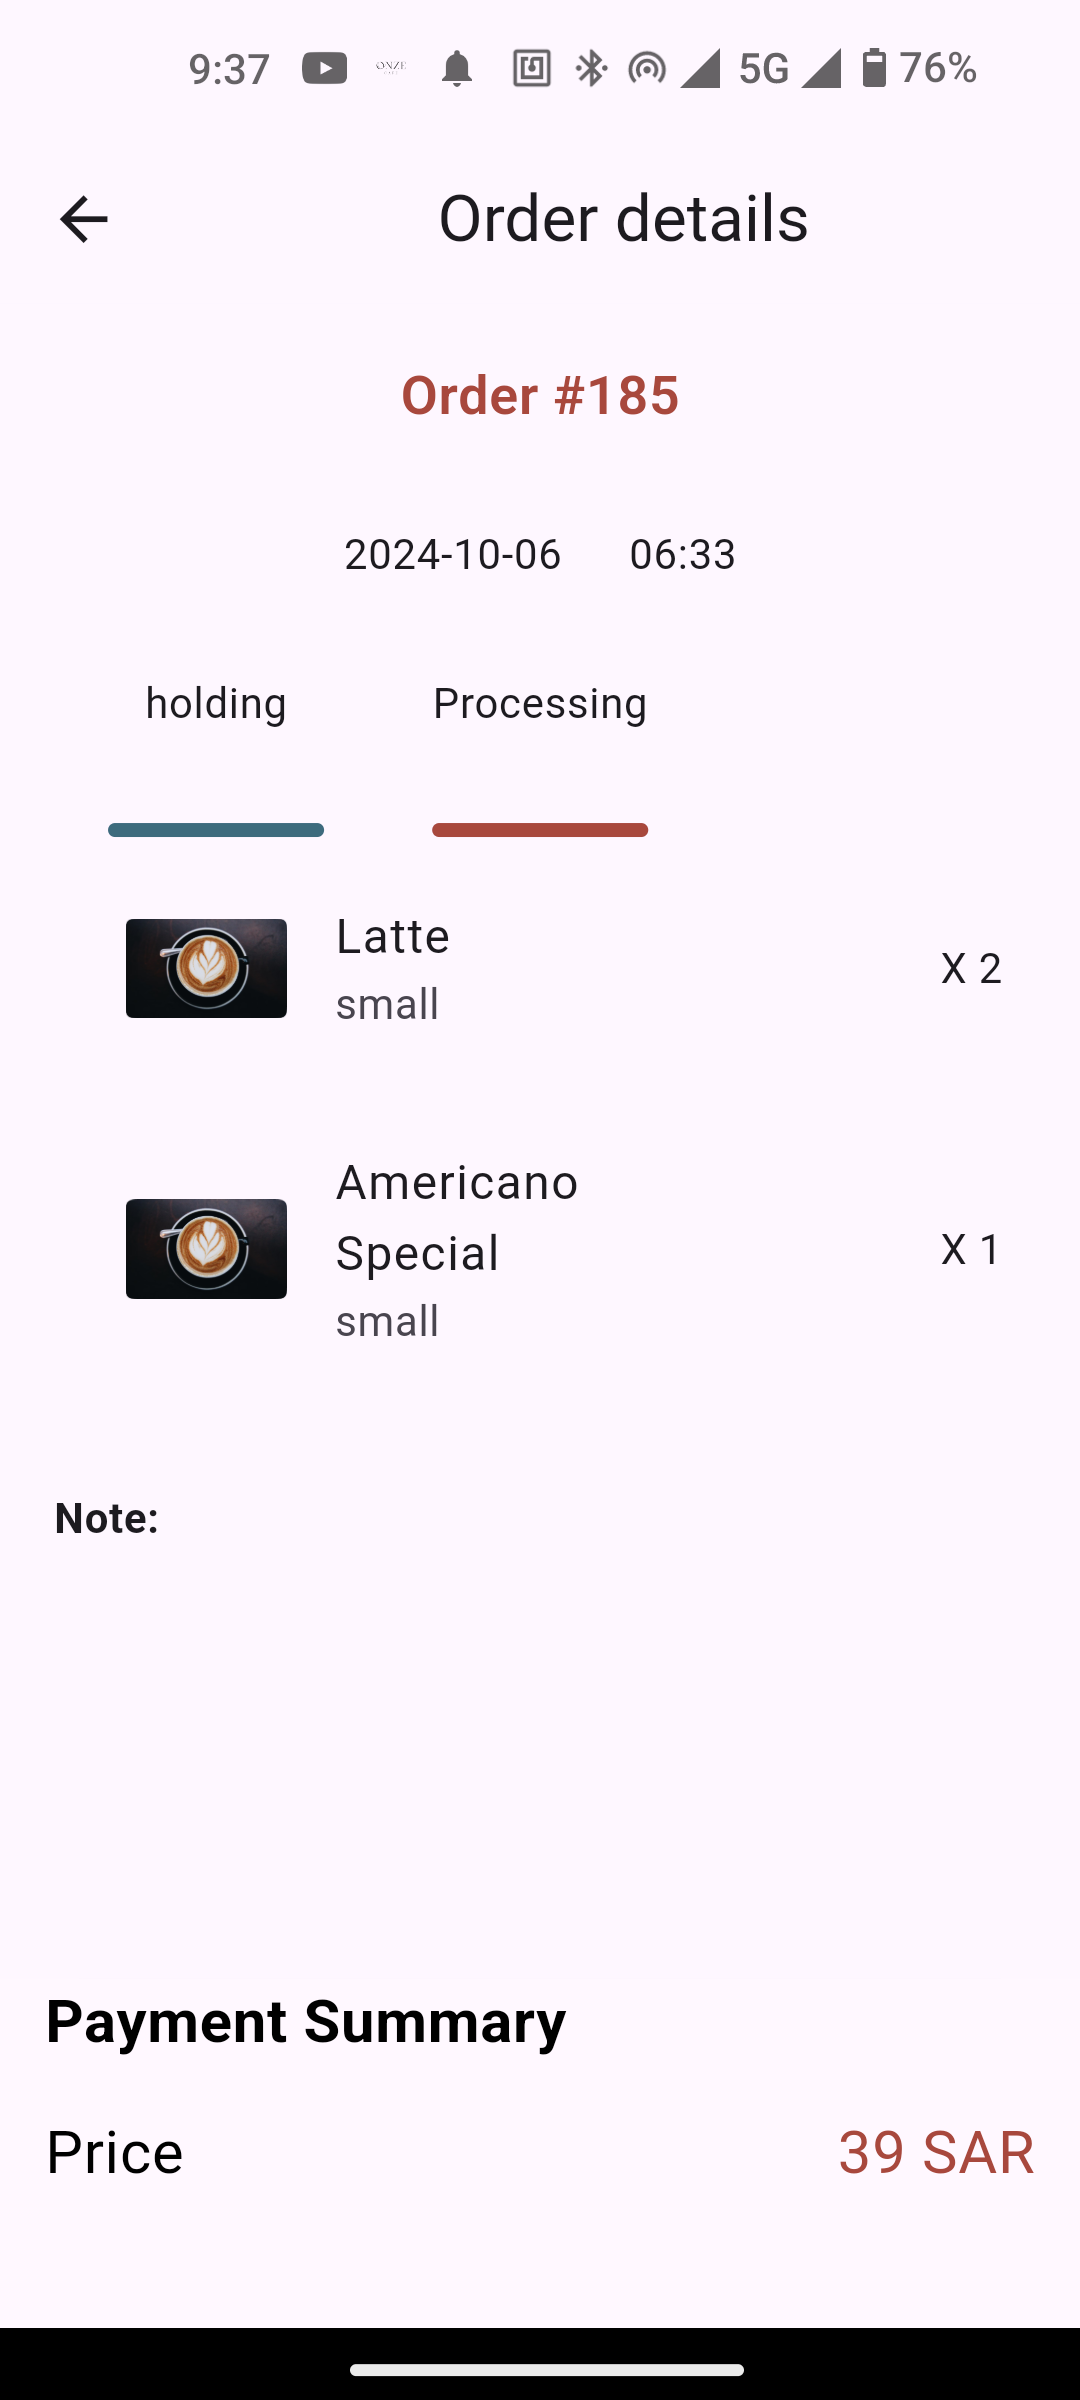 9:37 ONZE 5G 76%
Order details
Order #185
2024-10-06 06:33
holding Processing
Latte
small
X 2
Americano
Special
small
X 1
Note:
Payment Summary
Price 39 SAR